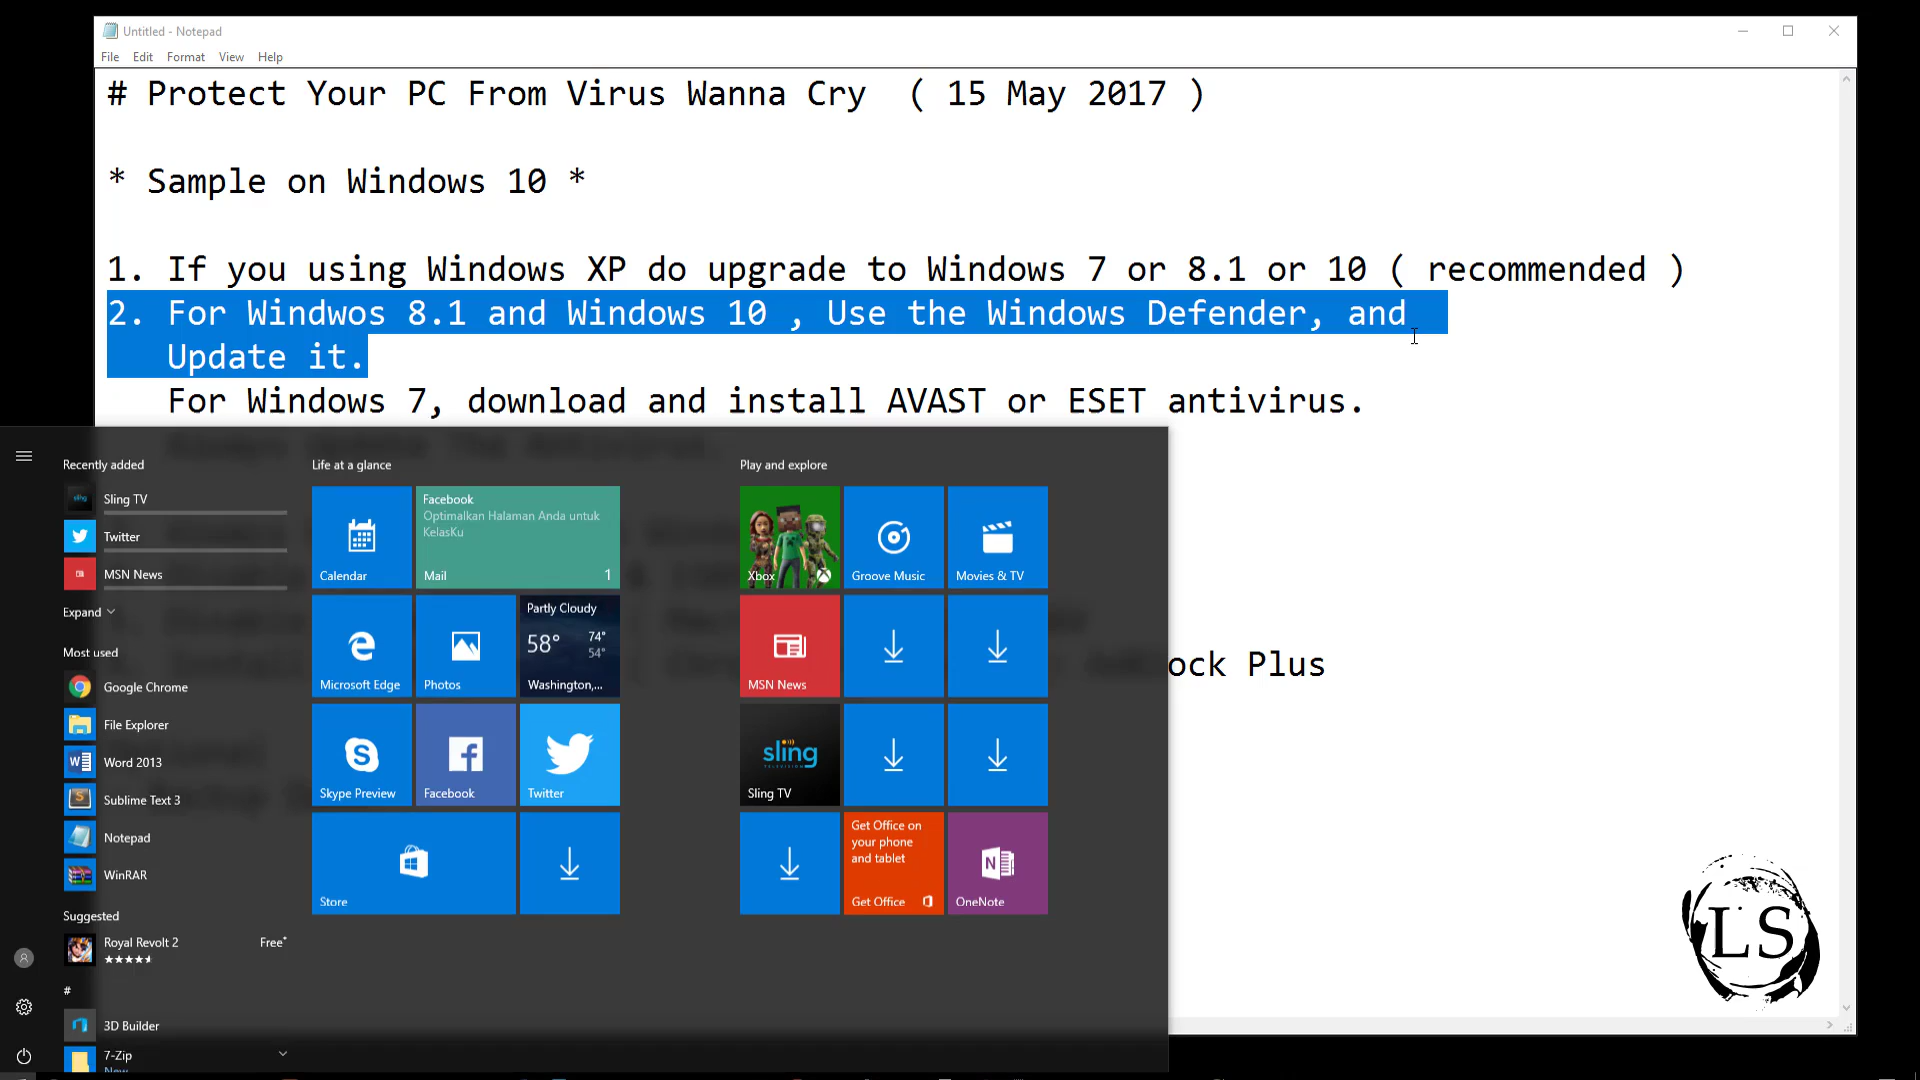 Untitled - Notepad
File Edit Format View Help
# Protect Your PC From Virus Wanna Cry ( 15 May 2017 )
* Sample on Windows 10 *
1. If you using Windows XP do upgrade to Windows 7 or 8.1 or 10 ( recommended )
2. For Windwos 8.1 and Windows 10 , Use the Windows Defender, and
Update it.
For Windows 7, download and install AVAST or ESET antivirus.
ock Plus
Recently added
Sling TV
Twitter
MSN News
Expand
Most used
Google Chrome
File Explorer
Word 2013
Sublime Text 3
Notepad
WinRAR
Suggested
Royal Revolt 2 Free*
#
3D Builder
7-Zip
New
Life at a glance
Calendar
Facebook
Optimalkan Halaman Anda untuk
KelasKu
Mail 1
Microsoft Edge
Photos
Partly Cloudy
58° 74°
54°
Washington,...
Skype Preview
Facebook
Twitter
Store
Play and explore
Xbox
Groove Music
Movies & TV
MSN News
sling
TELEVISION
Sling TV
Get Office on
your phone
and tablet
Get Office
OneNote
LS